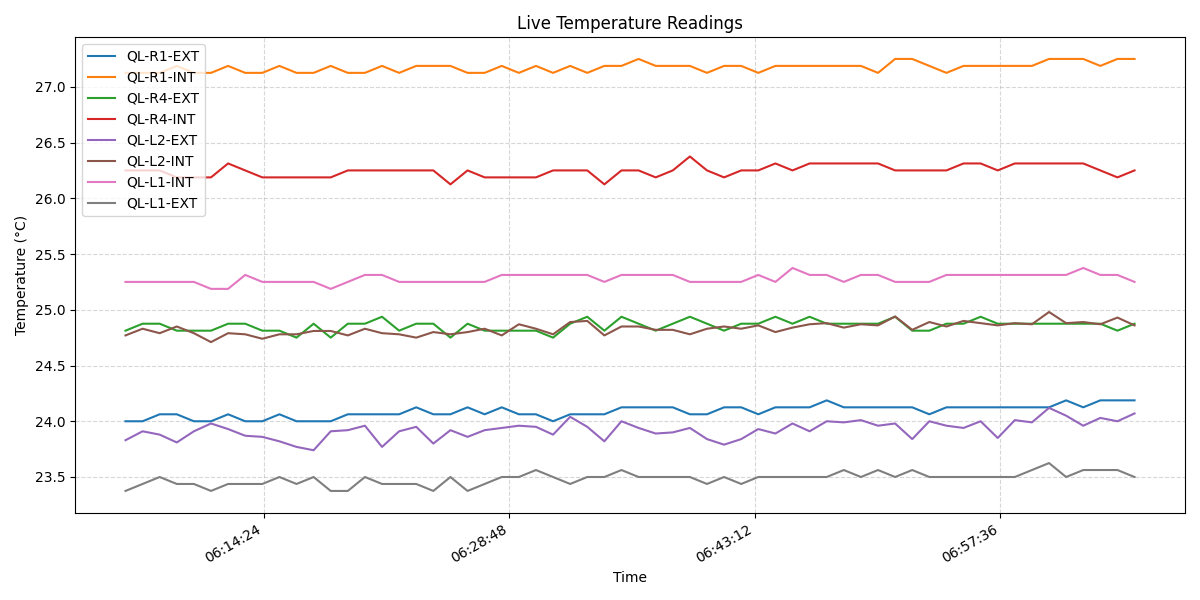 Live Temperature Readings
QL-R1-EXT
QL-R1-INT
QL-R4-EXT
QL-R4-INT
QL-L2-EXT
QL-L2-INT
QL-L1-INT
QL-L1-EXT
Temperature (°C)
27.0
26.5
26.0
25.5
25.0
24.5
24.0
23.5
06:14:24
06:28:48
06:43:12
06:57:36
Time